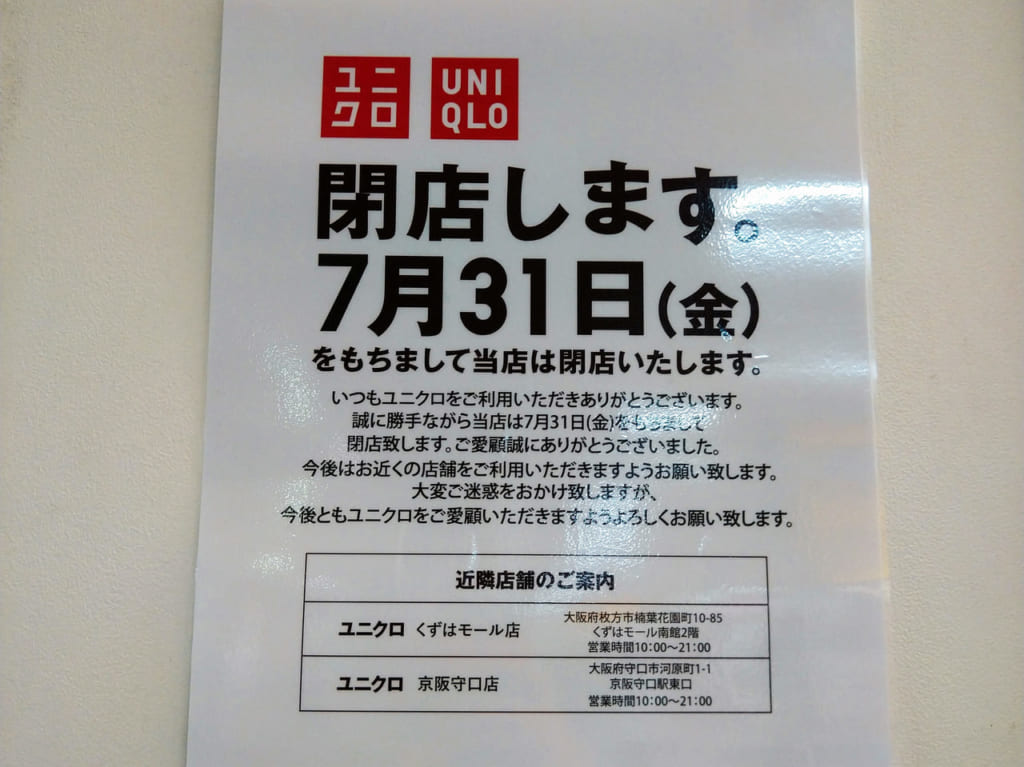 ユニ
クロ
UNI
QLO
閉店します。
7月31日(金)
をもちまして当店は閉店いたします。
いつもユニクロをご利用いただきありがとうございます。
誠に勝手ながら当店は7月31日(金)をもちまして
閉店致します。ご愛顧誠にありがとうございました。
今後はお近くの店舗をご利用いただきますようお願い致します。
大変ご迷惑をおかけ致しますが、
今後ともユニクロをご愛顧いただきますようよろしくお願い致します。
近隣店舗のご案内
ユニクロ くずはモール店
大阪府枚方市楠葉花園町10-85
くずはモール南館2階
営業時間10:00〜21:00
ユニクロ 京阪守口店
大阪府守口市河原町1-1
京阪守口駅東口
営業時間10:00〜21:00